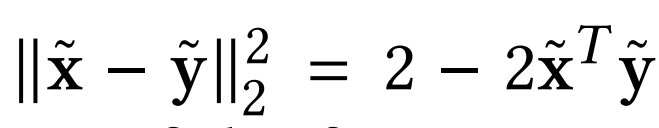 ‖x̃ − ỹ‖₂² = 2 − 2x̃ᵀỹ